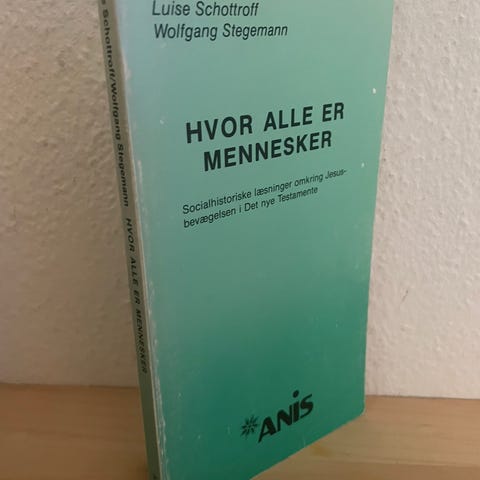 Luise Schottroff
Wolfgang Stegemann
HVOR ALLE ER
MENNESKER
Socialhistoriske læsninger omkring Jesus-
bevægelsen i Det nye Testamente
ANIS
s Schottroff/Wolfgang Stegemann HVOR ALLE ER MENNESKER